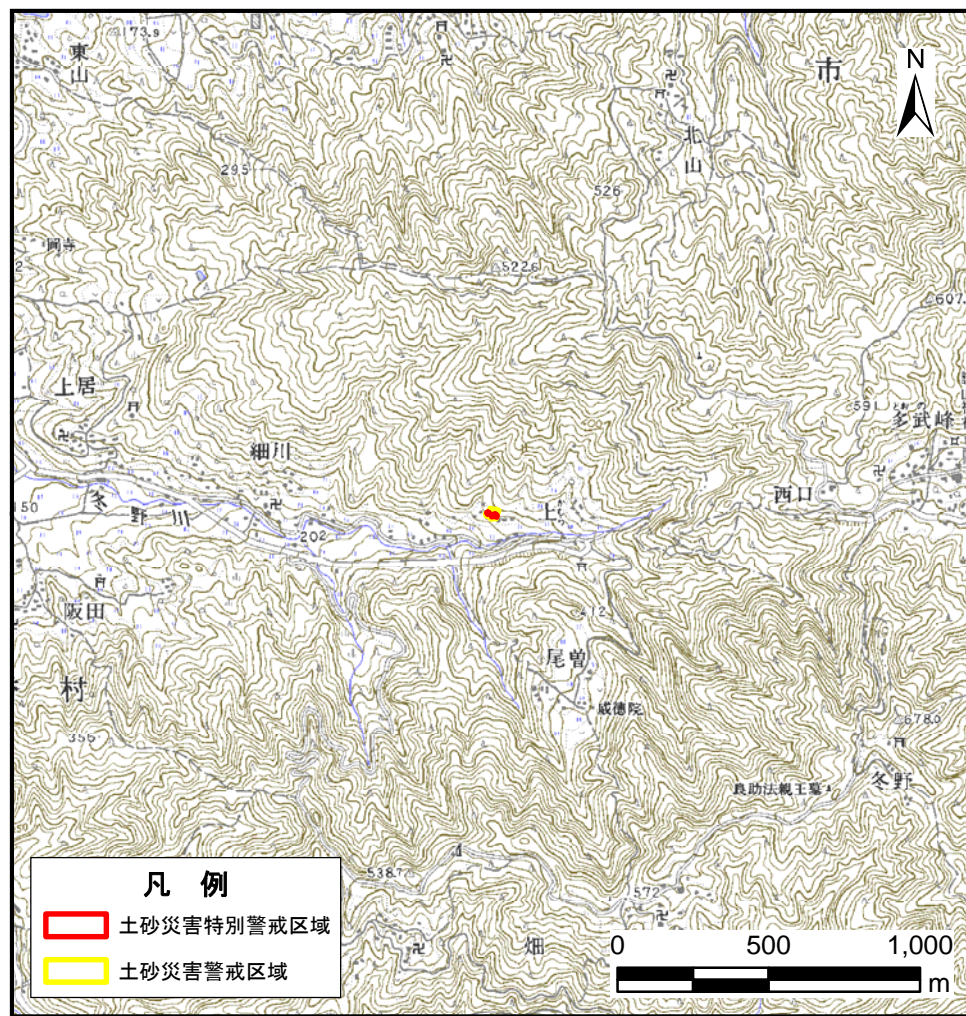 173.9
東山
市
N
北山
295
526
522.6
607
上居
591
多武峰
細川
西口
上
150
冬野川
202
阪田
412
尾曽
村
威徳院
356
678.0
良助法親王墓
冬野
538.7
572
畑
凡 例
土砂災害特別警戒区域
土砂災害警戒区域
0 500 1,000
m